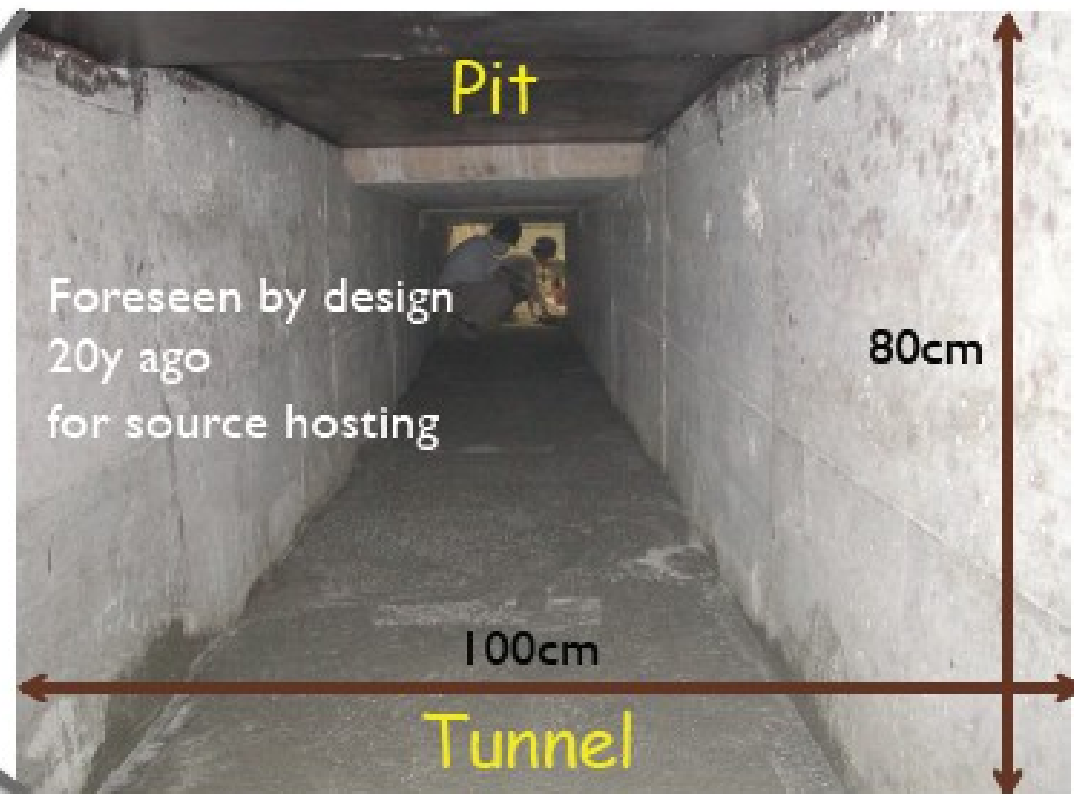 Pit
Foreseen by design
20y ago
for source hosting
80cm
100cm
Tunnel